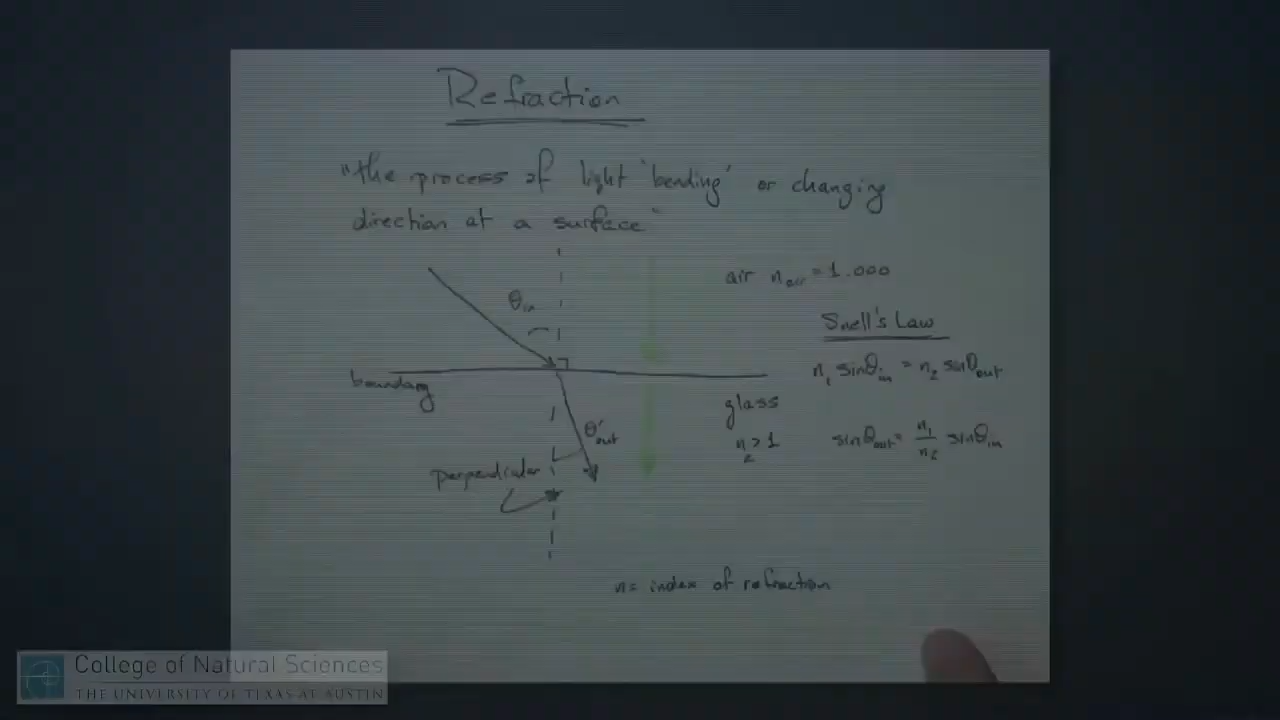 Refraction
"the process of light 'bending' or changing
direction at a surface"
air n air = 1.000
θin
Snell's Law
n₁ sinθin = n₂ sinθout
boundary
glass
θ'out
n₂ > 1
sinθout = n₁/n₂ sinθin
perpendicular
n = index of refraction
College of Natural Sciences
THE UNIVERSITY OF TEXAS AT AUSTIN